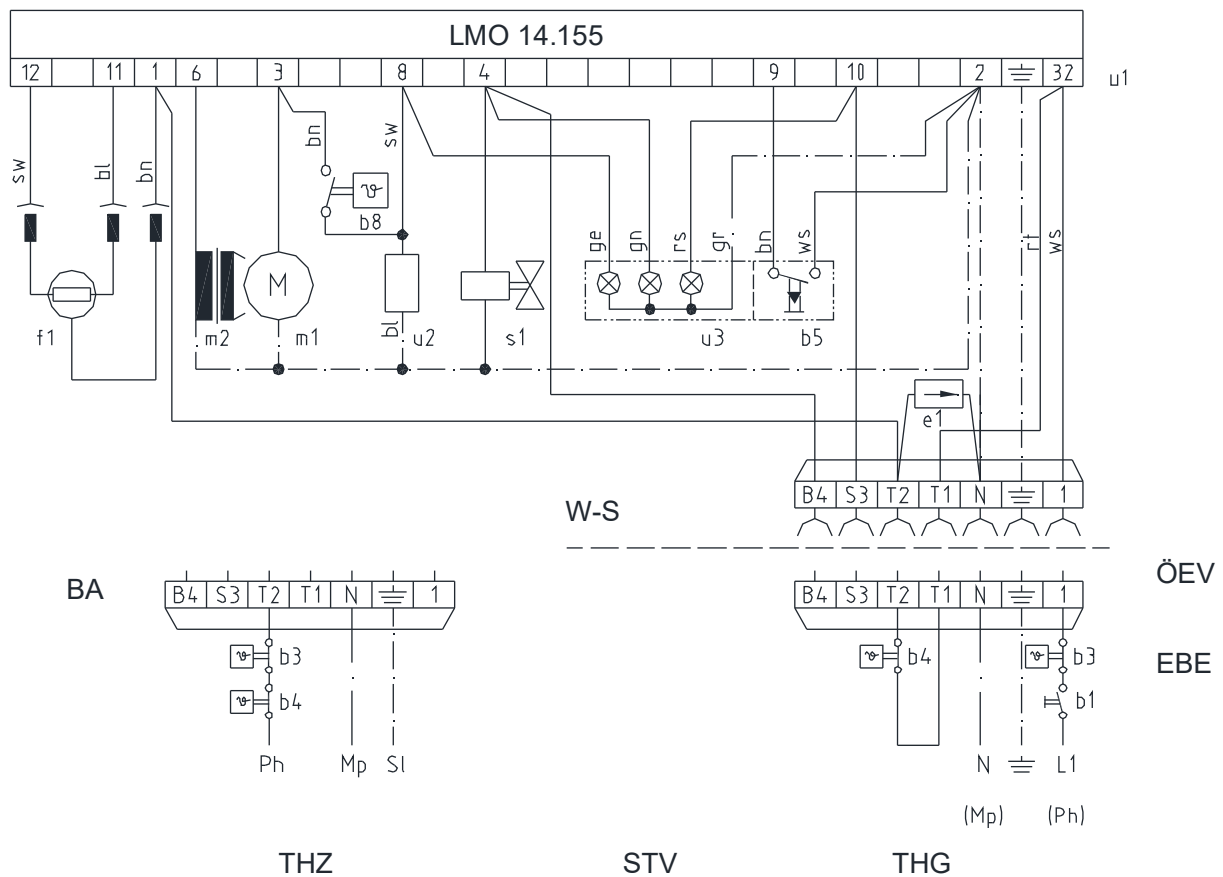 LMO 14.155
12 11 1 6 3 8 4 9 10 2 32 u1
sw bl bn bn sw
b8
ge gn rs gr bn ws rt ws
f1 m2 M m1 bl u2 s1 u3 b5
e1
B4 S3 T2 T1 N 1
W-S
ÖEV
BA B4 S3 T2 T1 N 1
B4 S3 T2 T1 N 1
b3 b4 b3 EBE
b4 b1
Ph Mp Sl N L1
(Mp) (Ph)
THZ STV THG